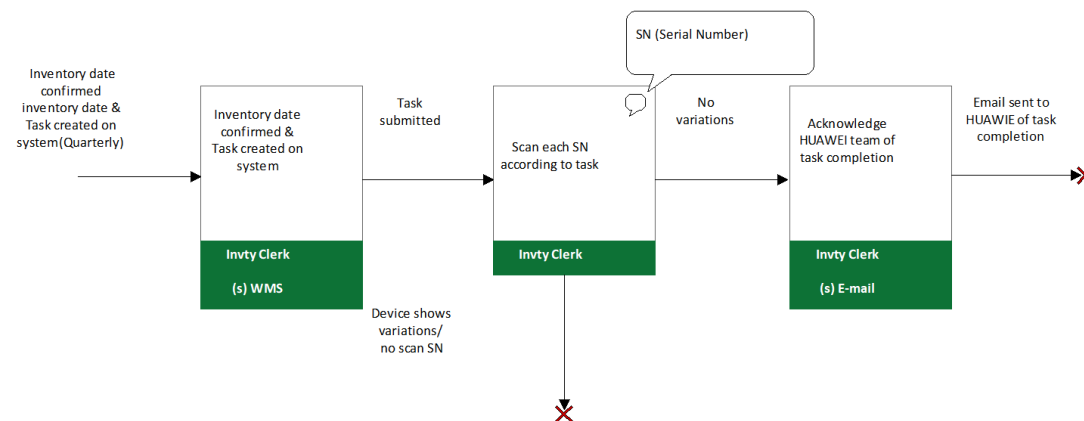 SN (Serial Number)
Inventory date
confirmed
inventory date &
Task created on
system(Quarterly)
Inventory date
confirmed &
Task created on
system
Invty Clerk
(s) WMS
Task
submitted
Scan each SN
according to task
Invty Clerk
No
variations
Acknowledge
HUAWEI team of
task completion
Invty Clerk
(s) E-mail
Email sent to
HUAWIE of task
completion
Device shows
variations/
no scan SN